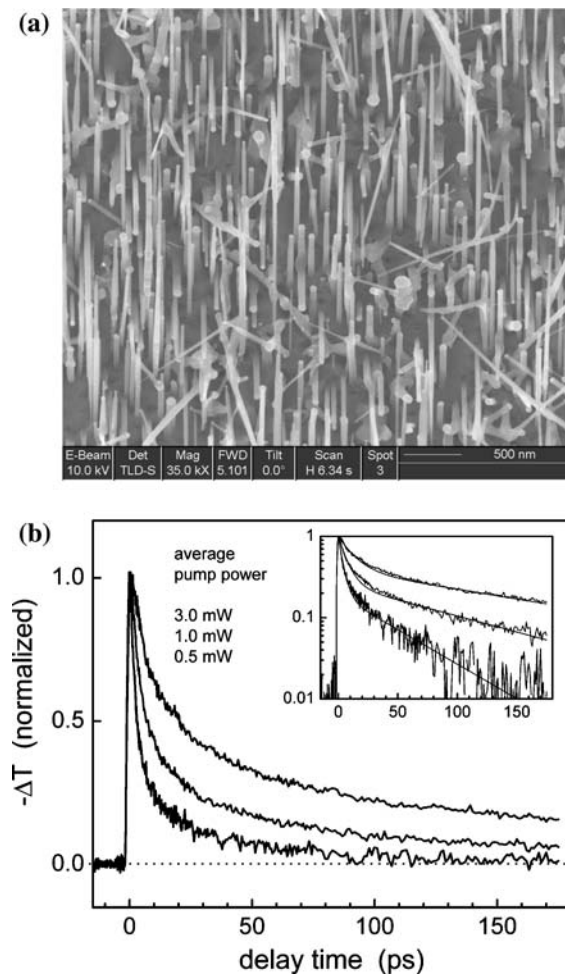 (a)
E-Beam Det Mag FWD Tilt Scan Spot
10.0 kV TLD-S 35.0 kX 5.101 0.0° H 6.34 s 3 500 nm
(b)
average
pump power
3.0 mW
1.0 mW
0.5 mW
1
0.1
0.01
0 50 100 150
1.0
0.5
0.0
-ΔT (normalized)
0 50 100 150
delay time (ps)